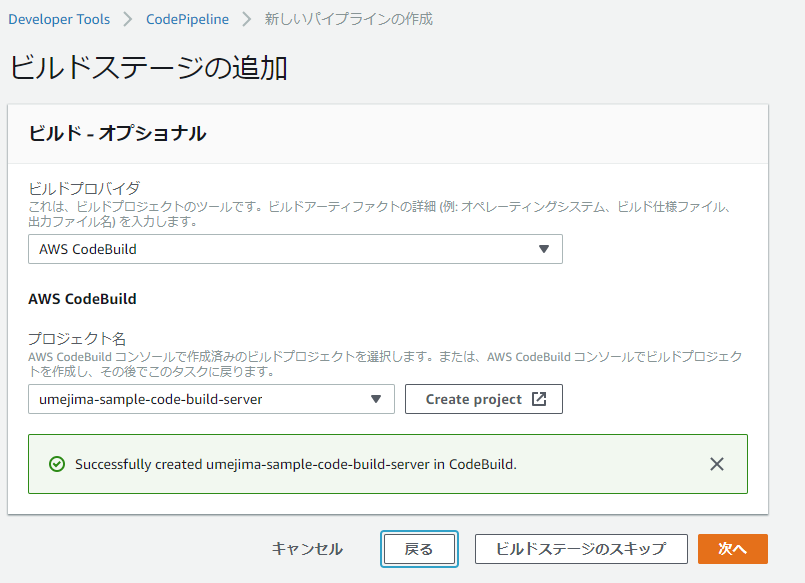 Developer Tools > CodePipeline > 新しいパイプラインの作成
ビルドステージの追加
ビルド - オプショナル
ビルドプロバイダ
これは、ビルドプロジェクトのツールです。ビルドアーティファクトの詳細 (例: オペレーティングシステム、ビルド仕様ファイル、
出力ファイル名) を入力します。
AWS CodeBuild
AWS CodeBuild
プロジェクト名
AWS CodeBuild コンソールで作成済みのビルドプロジェクトを選択します。または、AWS CodeBuild コンソールでビルドプロジェク
トを作成し、その後でこのタスクに戻ります。
umejima-sample-code-build-server
Create project
Successfully created umejima-sample-code-build-server in CodeBuild.
キャンセル 戻る ビルドステージのスキップ 次へ